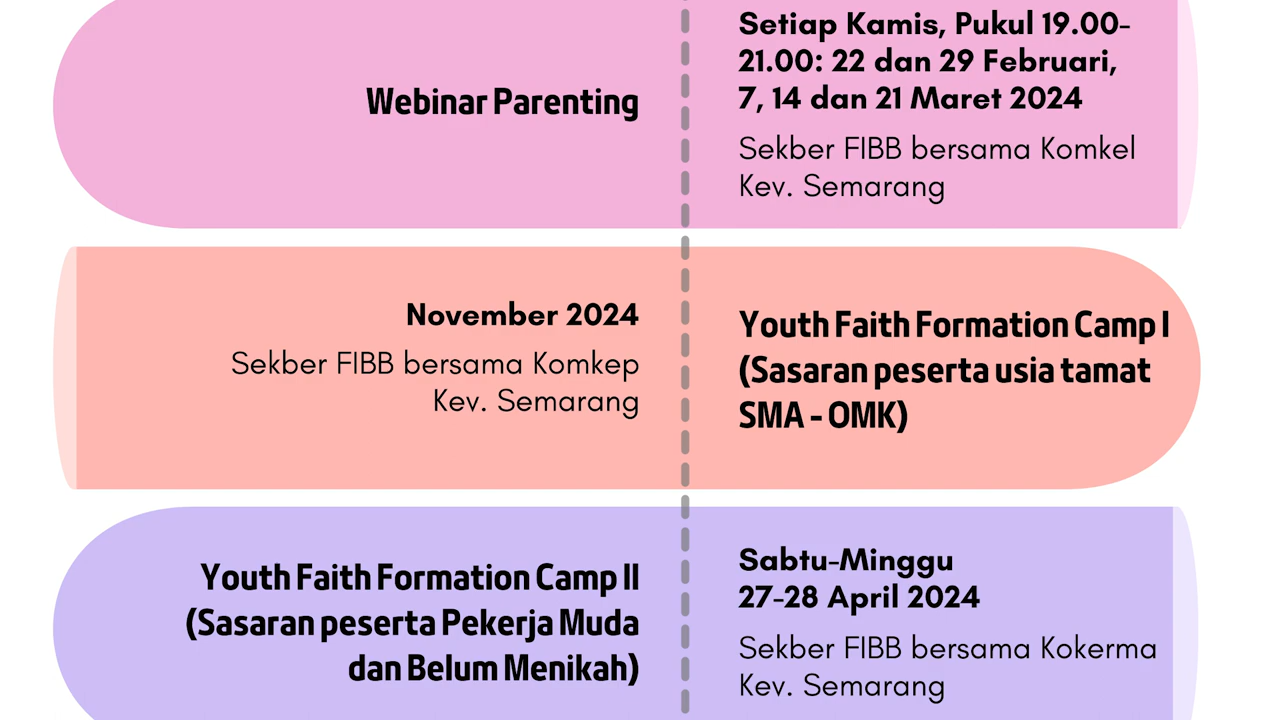 Webinar Parenting
Setiap Kamis, Pukul 19.00-
21.00: 22 dan 29 Februari,
7, 14 dan 21 Maret 2024
Sekber FIBB bersama Komkel
Kev. Semarang
November 2024
Sekber FIBB bersama Komkep
Kev. Semarang
Youth Faith Formation Camp I
(Sasaran peserta usia tamat
SMA - OMK)
Youth Faith Formation Camp II
(Sasaran peserta Pekerja Muda
dan Belum Menikah)
Sabtu-Minggu
27-28 April 2024
Sekber FIBB bersama Kokerma
Kev. Semarang